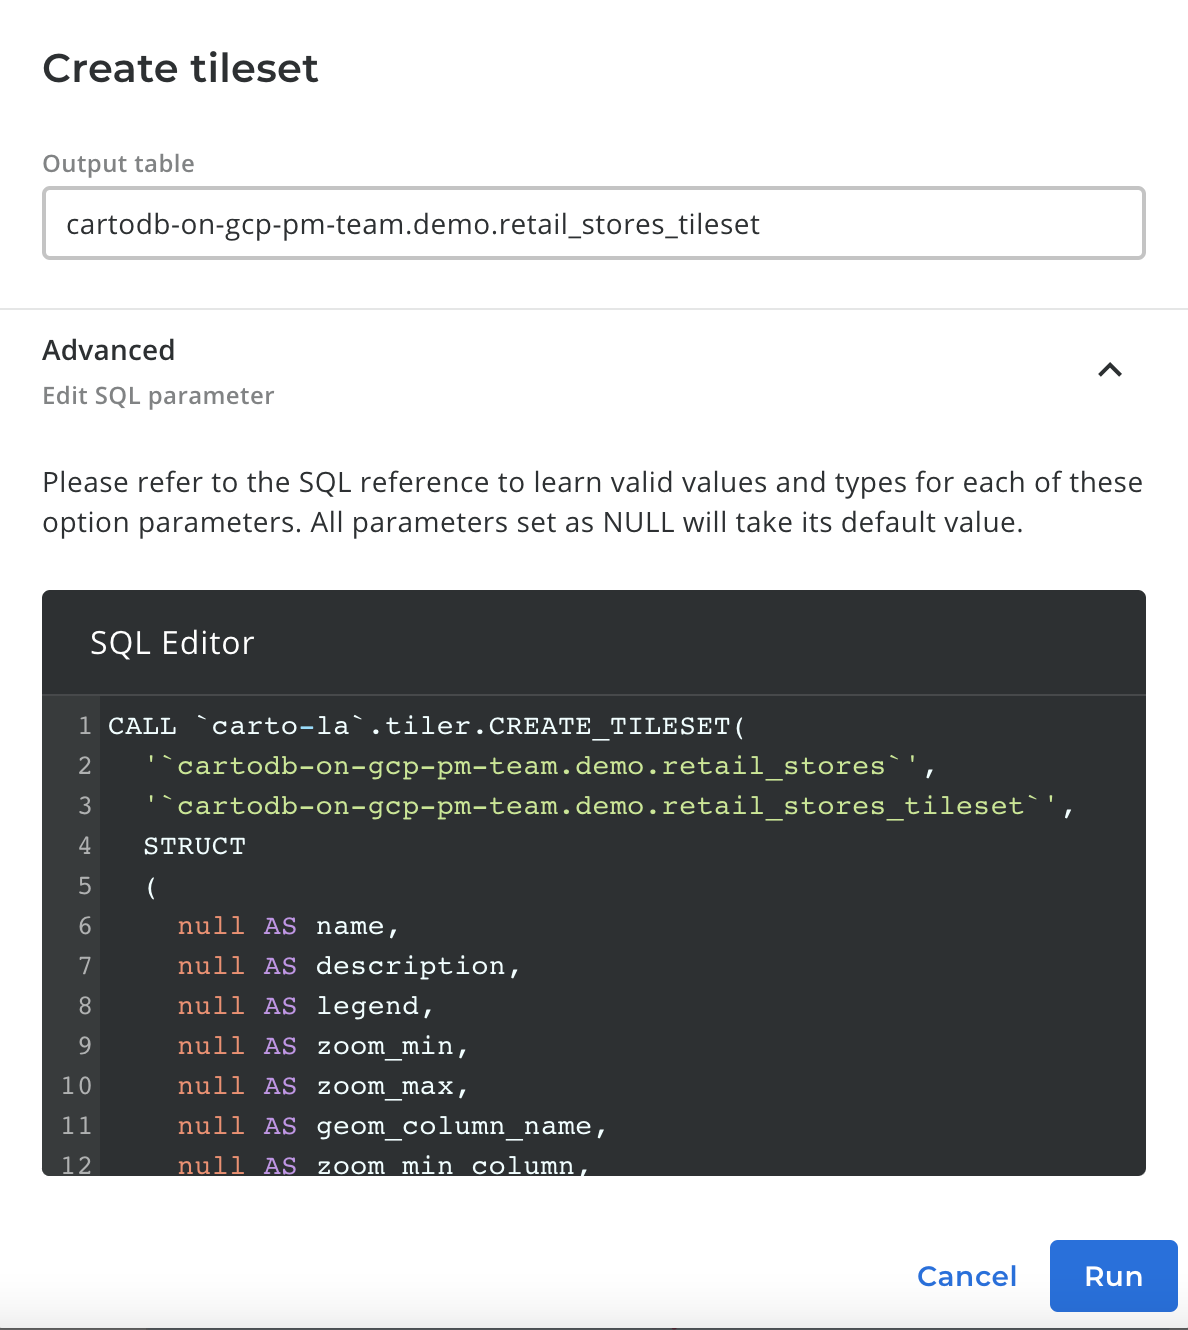 Create tileset
Output table
cartodb-on-gcp-pm-team.demo.retail_stores_tileset
Advanced
Edit SQL parameter
Please refer to the SQL reference to learn valid values and types for each of these
option parameters. All parameters set as NULL will take its default value.
SQL Editor
1 CALL `carto-la`.tiler.CREATE_TILESET(
2 '`cartodb-on-gcp-pm-team.demo.retail_stores`',
3 '`cartodb-on-gcp-pm-team.demo.retail_stores_tileset`',
4 STRUCT
5 (
6 null AS name,
7 null AS description,
8 null AS legend,
9 null AS zoom_min,
10 null AS zoom_max,
11 null AS geom_column_name,
12 null AS zoom_min_column,
Cancel Run